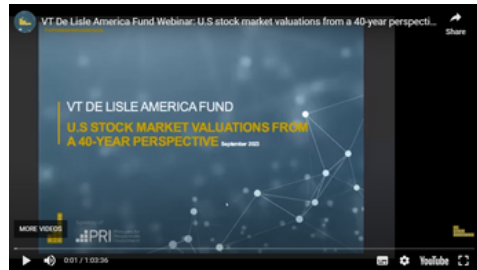 VT De Lisle America Fund Webinar: U.S stock market valuations from a 40-year perspecti...
Share
VT DE LISLE AMERICA FUND
U.S STOCK MARKET VALUATIONS FROM
A 40-YEAR PERSPECTIVE September 2023
MORE VIDEOS
PRI
0:01 / 1:03:36
YouTube